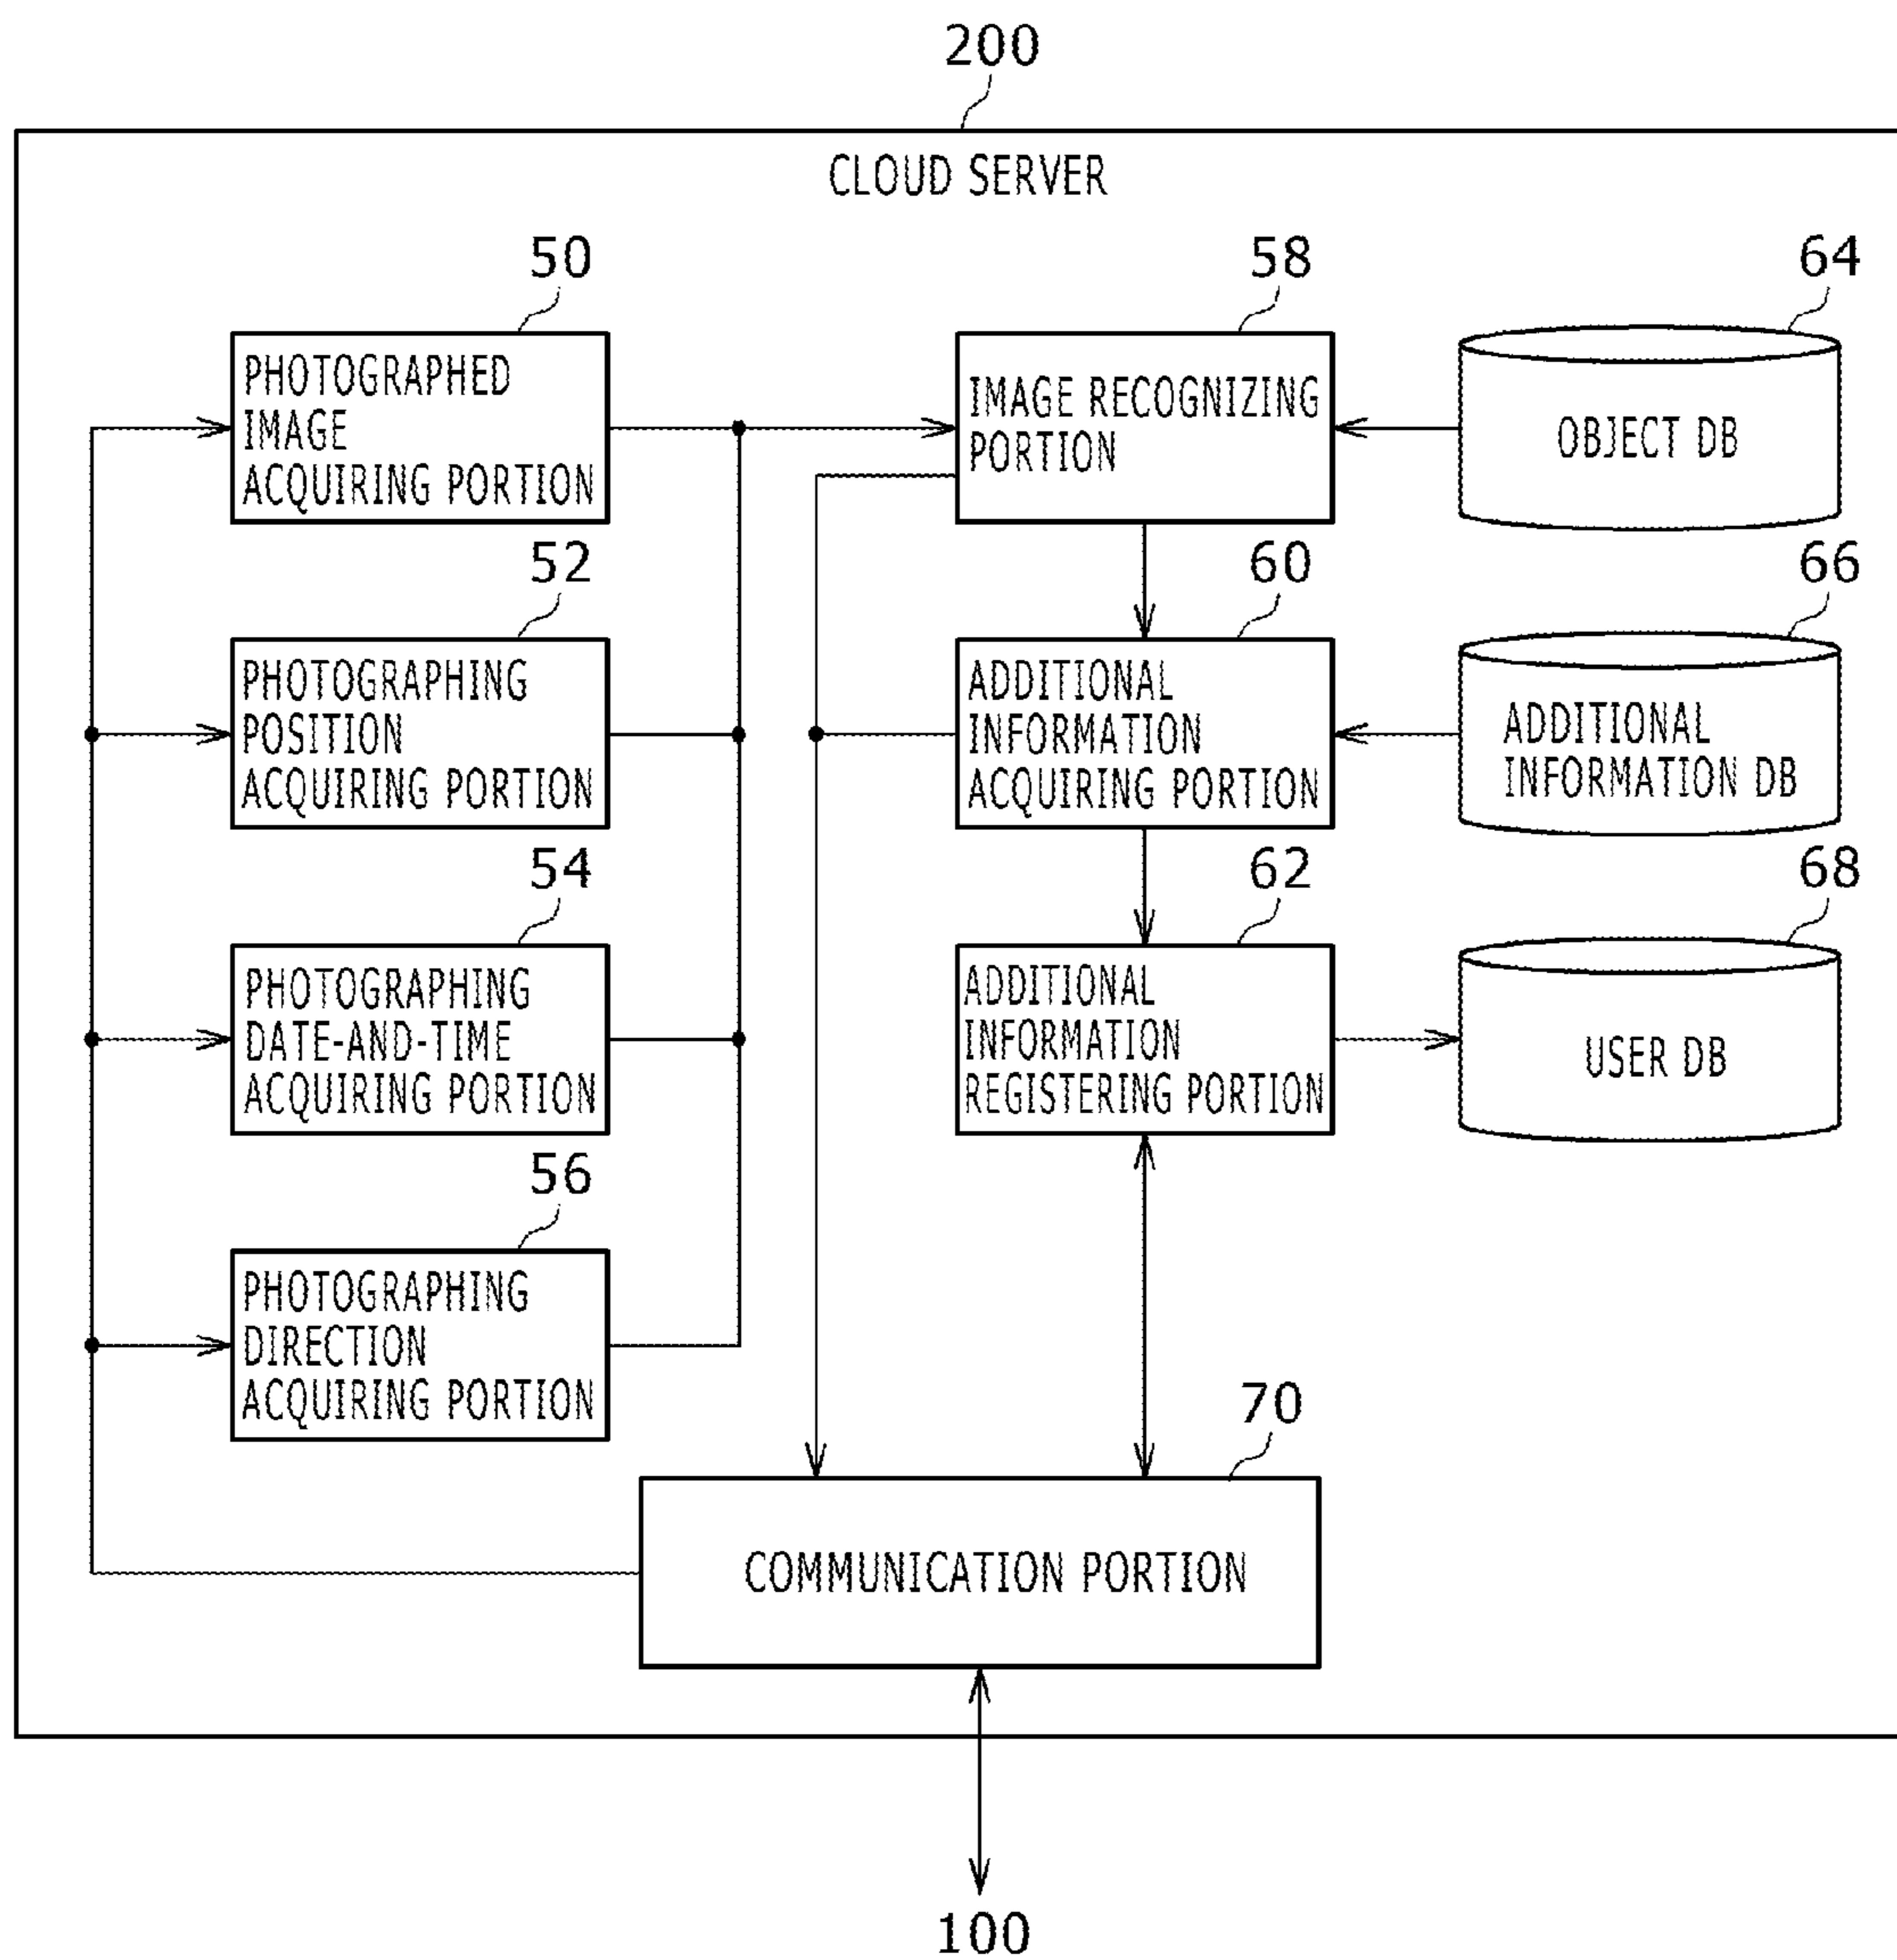 200
CLOUD SERVER
50
PHOTOGRAPHED
IMAGE
ACQUIRING PORTION
58
IMAGE RECOGNIZING
PORTION
64
OBJECT DB
52
PHOTOGRAPHING
POSITION
ACQUIRING PORTION
60
ADDITIONAL
INFORMATION
ACQUIRING PORTION
66
ADDITIONAL
INFORMATION DB
54
PHOTOGRAPHING
DATE-AND-TIME
ACQUIRING PORTION
62
ADDITIONAL
INFORMATION
REGISTERING PORTION
68
USER DB
56
PHOTOGRAPHING
DIRECTION
ACQUIRING PORTION
70
COMMUNICATION PORTION
100